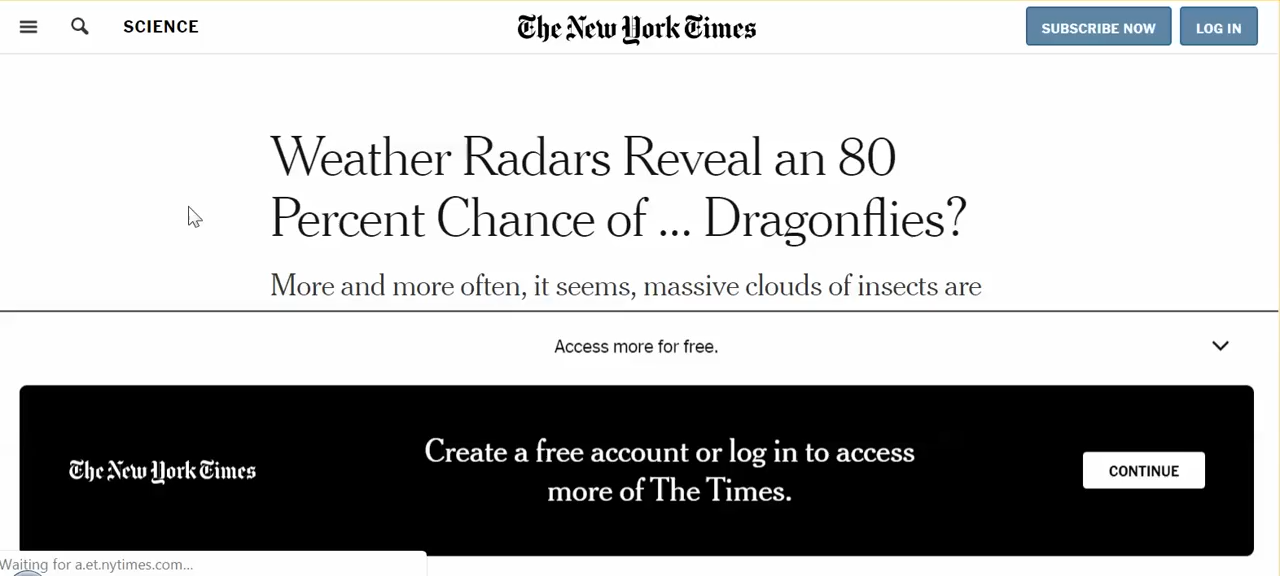 SCIENCE
The New York Times
SUBSCRIBE NOW
LOG IN
Weather Radars Reveal an 80
Percent Chance of ... Dragonflies?
More and more often, it seems, massive clouds of insects are
Access more for free.
The New York Times
Create a free account or log in to access
more of The Times.
CONTINUE
Waiting for a.et.nytimes.com...